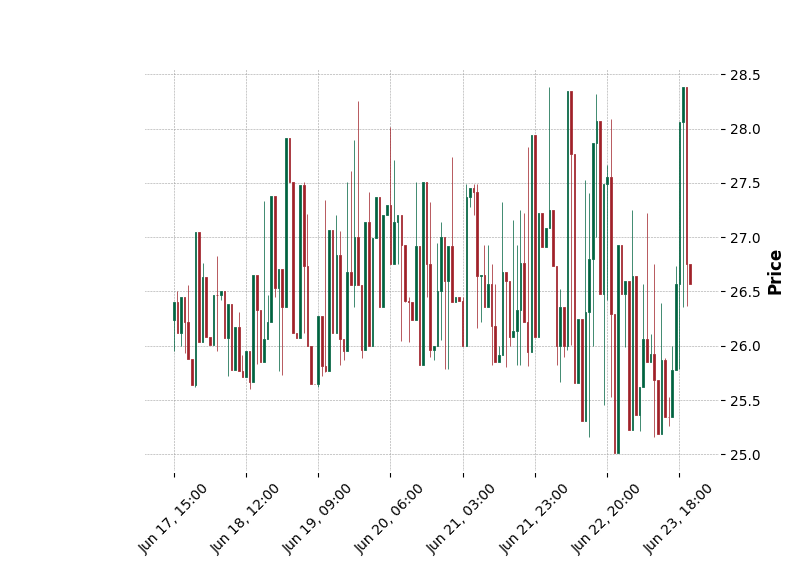 28.5
28.0
27.5
27.0
26.5
26.0
25.5
25.0
Price
Jun 17, 15:00
Jun 18, 12:00
Jun 19, 09:00
Jun 20, 06:00
Jun 21, 03:00
Jun 21, 23:00
Jun 22, 20:00
Jun 23, 18:00